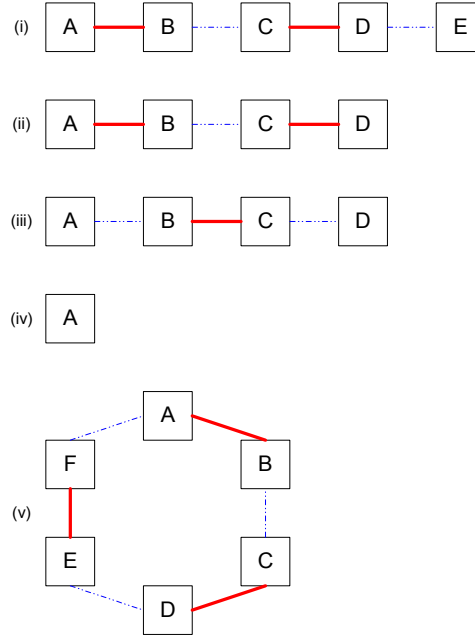 (i) A B C D E
(ii) A B C D
(iii) A B C D
(iv) A
A
F B
(v)
E C
D